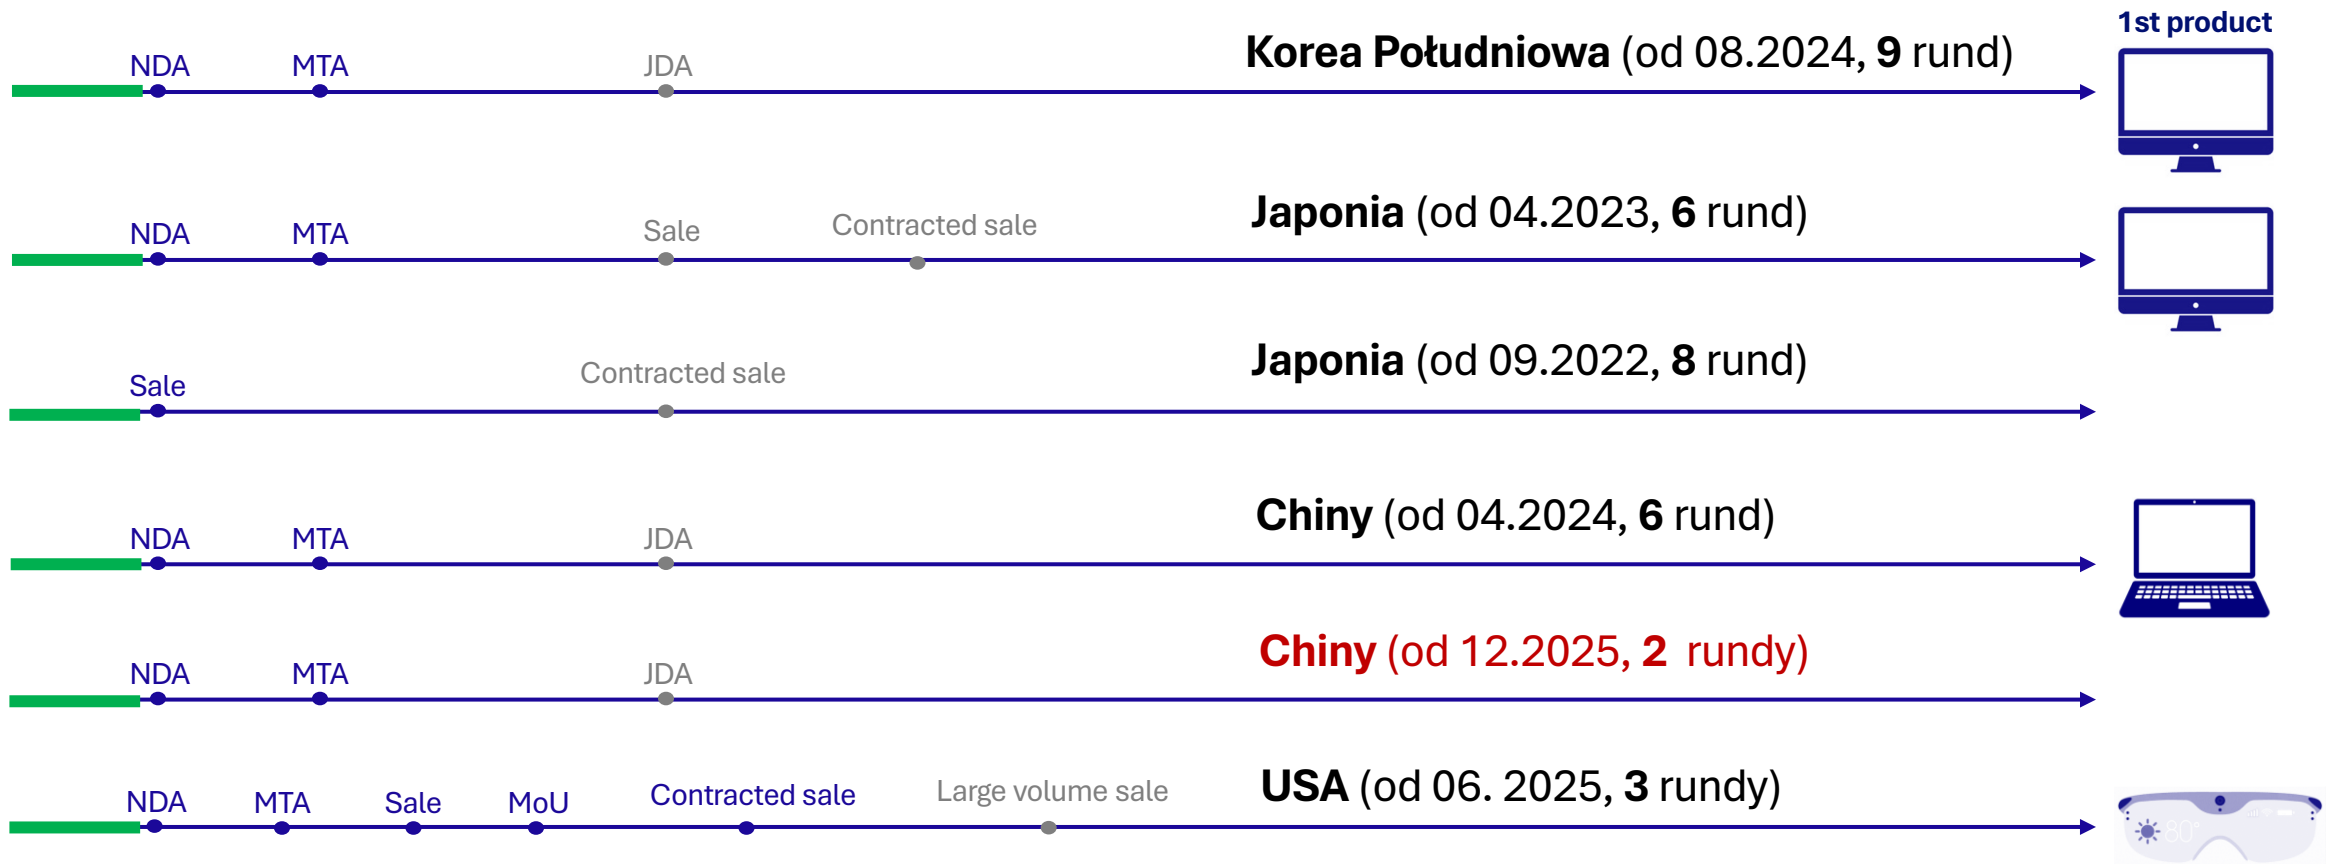 1st product
Korea Południowa (od 08.2024, 9 rund)
NDA MTA JDA
Japonia (od 04.2023, 6 rund)
NDA MTA Sale Contracted sale
Japonia (od 09.2022, 8 rund)
Sale Contracted sale
Chiny (od 04.2024, 6 rund)
NDA MTA JDA
Chiny (od 12.2025, 2 rundy)
NDA MTA JDA
USA (od 06. 2025, 3 rundy)
NDA MTA Sale MoU Contracted sale Large volume sale
80°